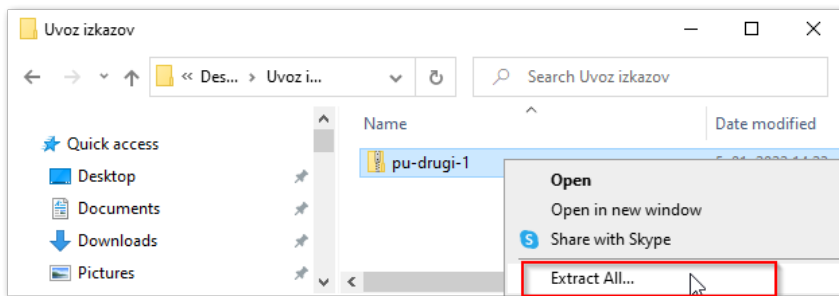 Uvoz izkazov
« Des... › Uvoz i...
Search Uvoz izkazov
Quick access
Desktop
Documents
Downloads
Pictures
Name
Date modified
pu-drugi-1
Open
Open in new window
Share with Skype
Extract All...